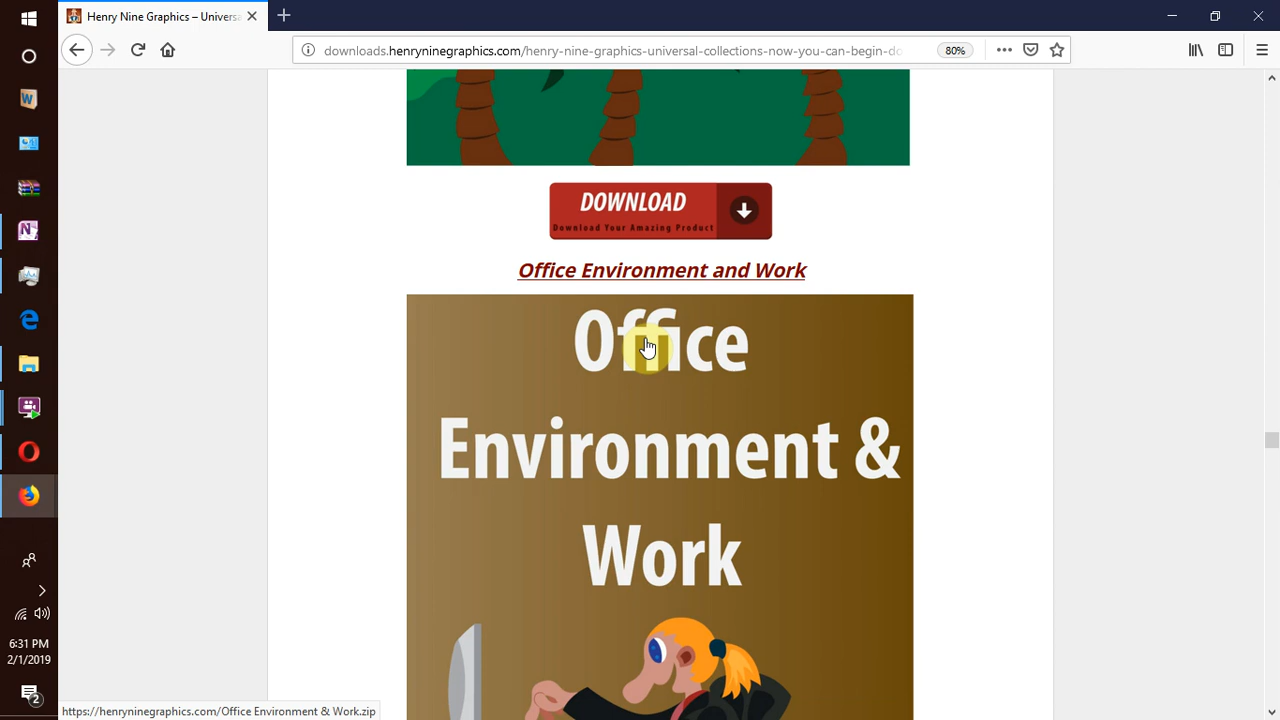 Henry Nine Graphics – Universa
downloads.henryninegraphics.com/henry-nine-graphics-universal-collections-now-you-can-begin-do
80%
DOWNLOAD
Download Your Amazing Product
Office Environment and Work
Office
Environment &
Work
6:31 PM
2/1/2019
2
https://henryninegraphics.com/Office Environment & Work.zip